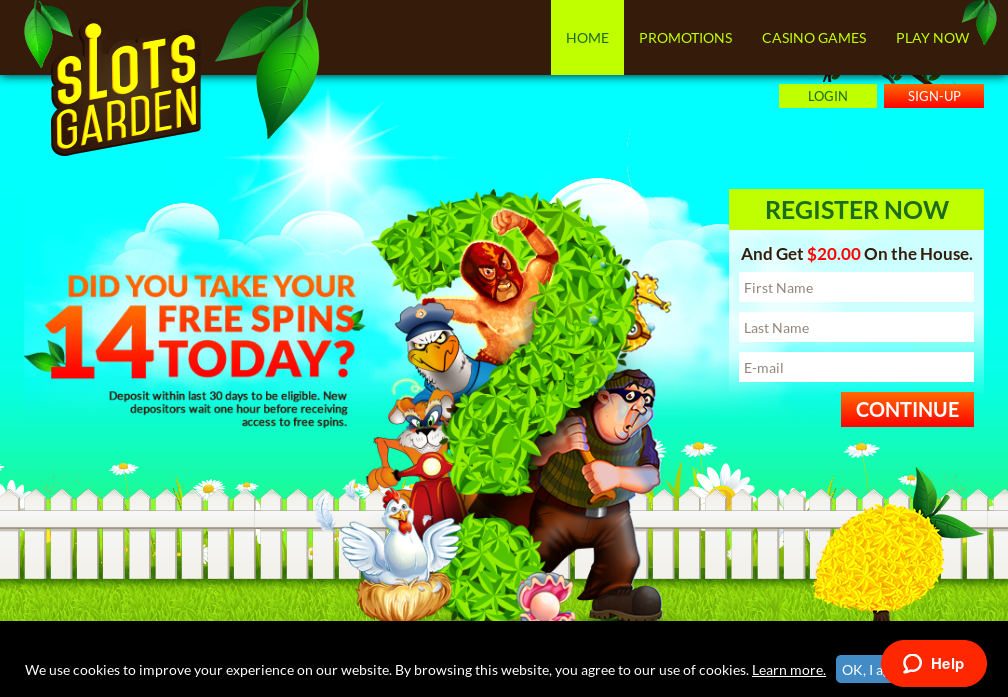 SLOTS
GARDEN
HOME
PROMOTIONS
CASINO GAMES
PLAY NOW
LOGIN
SIGN-UP
DID YOU TAKE YOUR
14 FREE SPINS
TODAY?
Deposit within last 30 days to be eligible. New
depositors wait one hour before receiving
access to free spins.
REGISTER NOW
And Get $20.00 On the House.
First Name
Last Name
E-mail
CONTINUE
We use cookies to improve your experience on our website. By browsing this website, you agree to our use of cookies. Learn more.
OK, I
Help